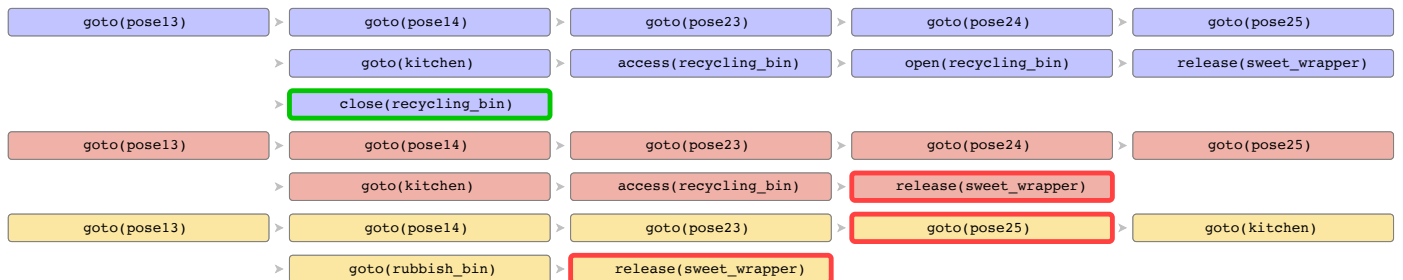 goto(pose13) goto(pose14) goto(pose23) goto(pose24) goto(pose25)
goto(kitchen) access(recycling_bin) open(recycling_bin) release(sweet_wrapper)
close(recycling_bin)
goto(pose13) goto(pose14) goto(pose23) goto(pose24) goto(pose25)
goto(kitchen) access(recycling_bin) release(sweet_wrapper)
goto(pose13) goto(pose14) goto(pose23) goto(pose25) goto(kitchen)
goto(rubbish_bin) release(sweet_wrapper)